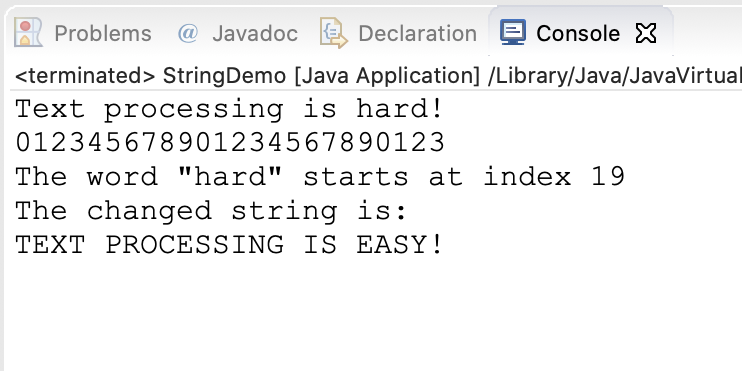 Problems @ Javadoc Declaration Console
<terminated> StringDemo [Java Application] /Library/Java/JavaVirtual
Text processing is hard!
012345678901234567890123
The word "hard" starts at index 19
The changed string is:
TEXT PROCESSING IS EASY!